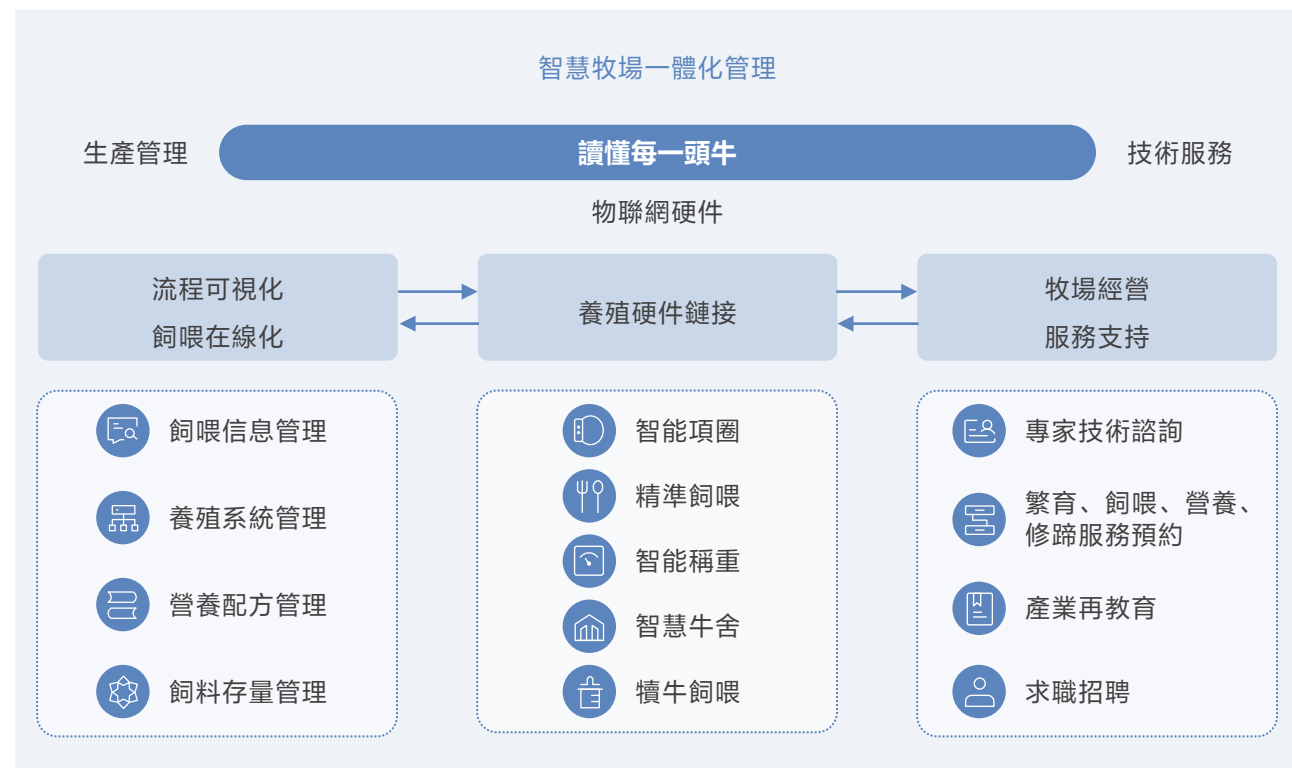 智慧牧場一體化管理
生產管理
讀懂每一頭牛
技術服務
物聯網硬件
流程可視化
飼喂在線化
養殖硬件鏈接
牧場經營
服務支持
飼喂信息管理
養殖系統管理
營養配方管理
飼料存量管理
智能項圈
精準飼喂
智能稱重
智慧牛舍
犢牛飼喂
專家技術諮詢
繁育、飼喂、營養、
修蹄服務預約
產業再教育
求職招聘